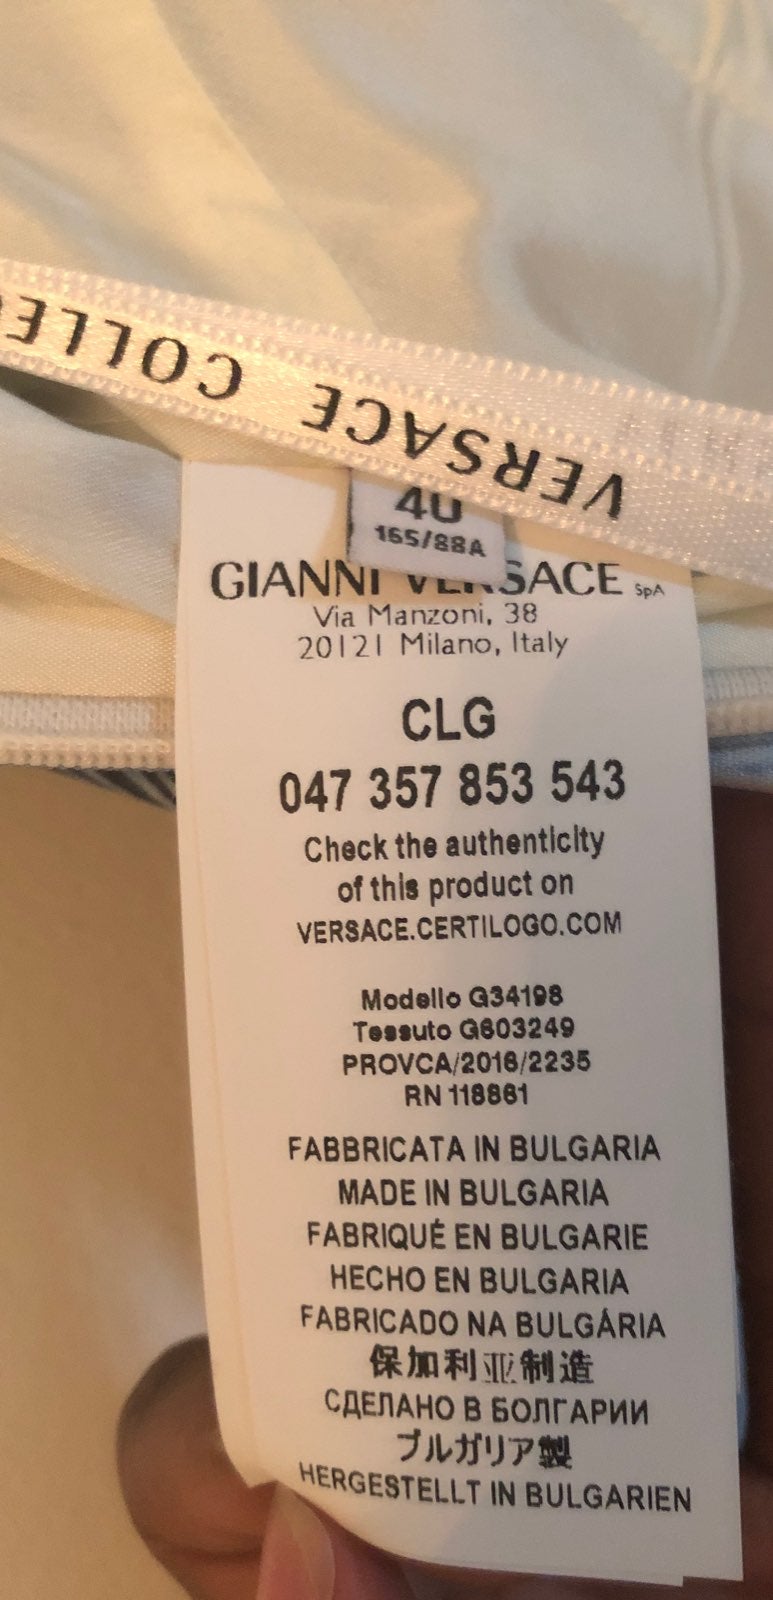 VERSACE COLLE
40
165/88A
GIANNI VERSACE SpA
Via Manzoni, 38
20121 Milano, Italy
CLG
047 357 853 543
Check the authenticity
of this product on
VERSACE.CERTILOGO.COM
Modello G34198
Tessuto G603249
PROVCA/2016/2235
RN 118861
FABBRICATA IN BULGARIA
MADE IN BULGARIA
FABRIQUÉ EN BULGARIE
HECHO EN BULGARIA
FABRICADO NA BULGÁRIA
保加利亚制造
СДЕЛАНО В БОЛГАРИИ
ブルガリア製
HERGESTELLT IN BULGARIEN